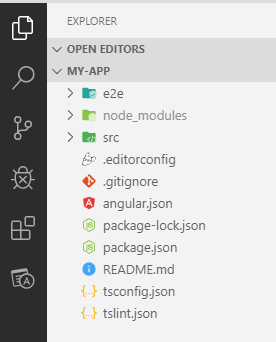 EXPLORER
OPEN EDITORS
MY-APP
e2e
node_modules
src
.editorconfig
.gitignore
angular.json
package-lock.json
package.json
README.md
tsconfig.json
tslint.json